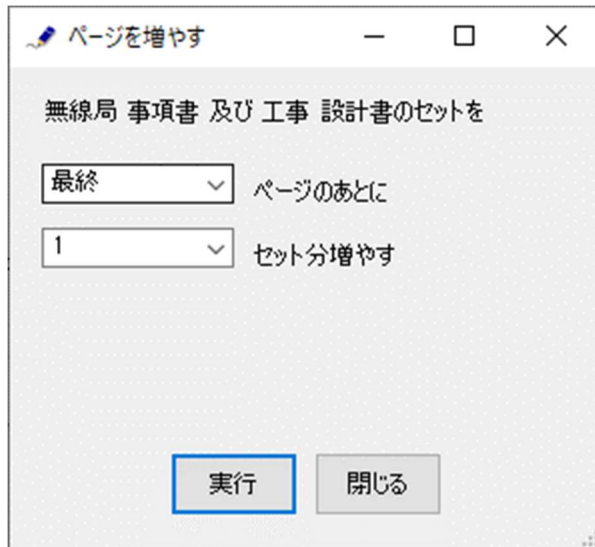 ページを増やす
無線局 事項書 及び 工事 設計書のセットを
最終 ページのあとに
1 セット分増やす
実行 閉じる